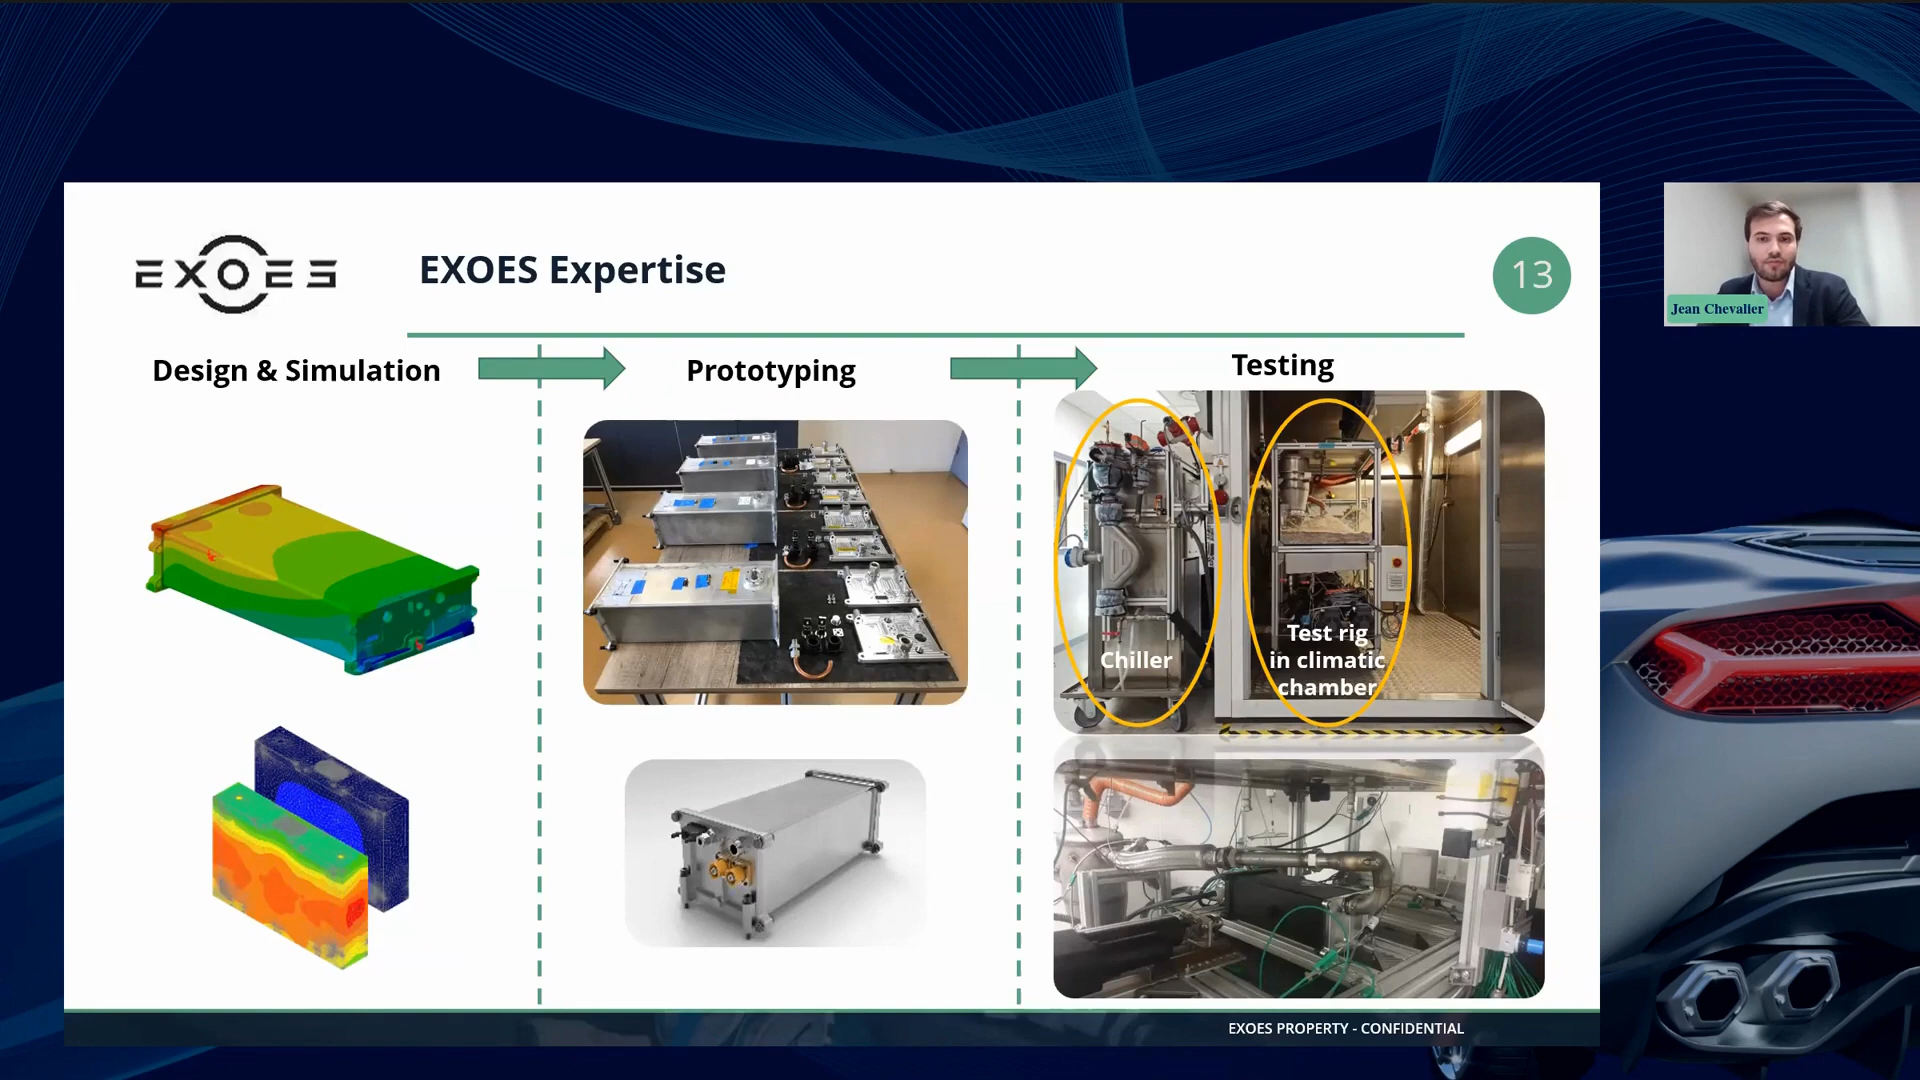 EXOES
EXOES Expertise
13
Jean Chevalier
Design & Simulation
Prototyping
Testing
Chiller
Test rig
in climatic
chamber
EXOES PROPERTY - CONFIDENTIAL